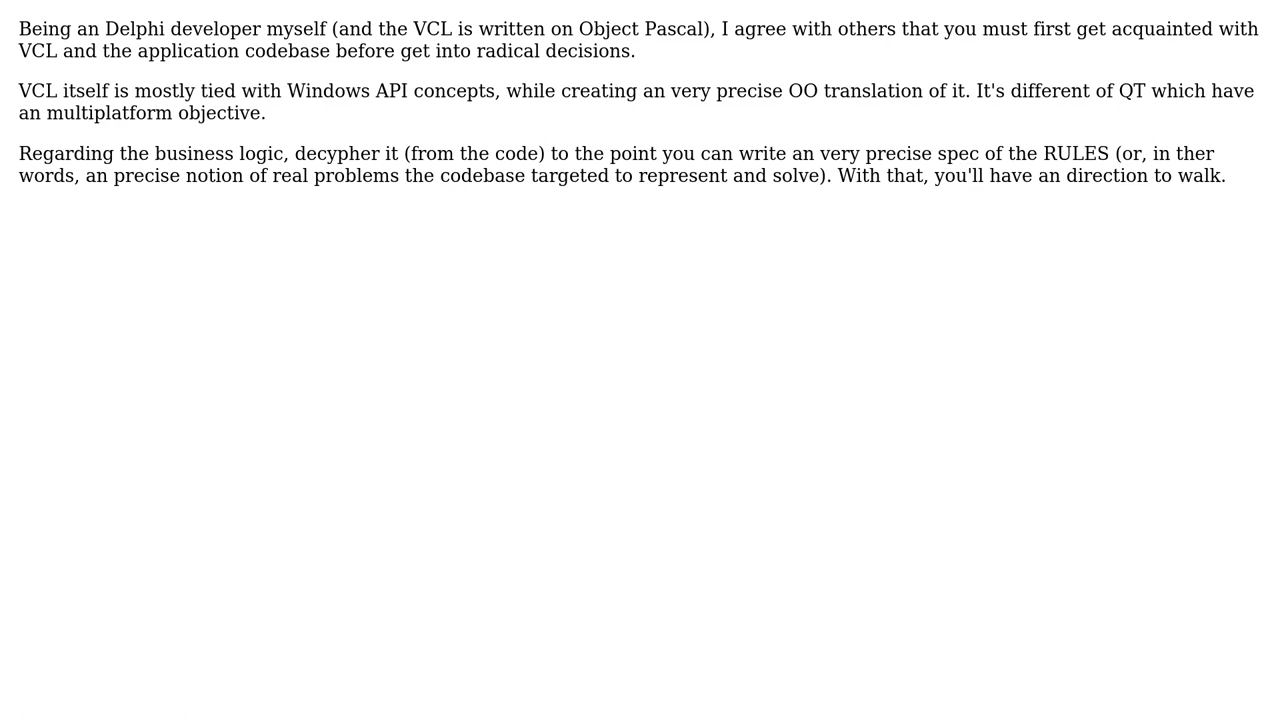 Being an Delphi developer myself (and the VCL is written on Object Pascal), I agree with others that you must first get acquainted with
VCL and the application codebase before get into radical decisions.
VCL itself is mostly tied with Windows API concepts, while creating an very precise OO translation of it. It's different of QT which have
an multiplatform objective.
Regarding the business logic, decypher it (from the code) to the point you can write an very precise spec of the RULES (or, in ther
words, an precise notion of real problems the codebase targeted to represent and solve). With that, you'll have an direction to walk.